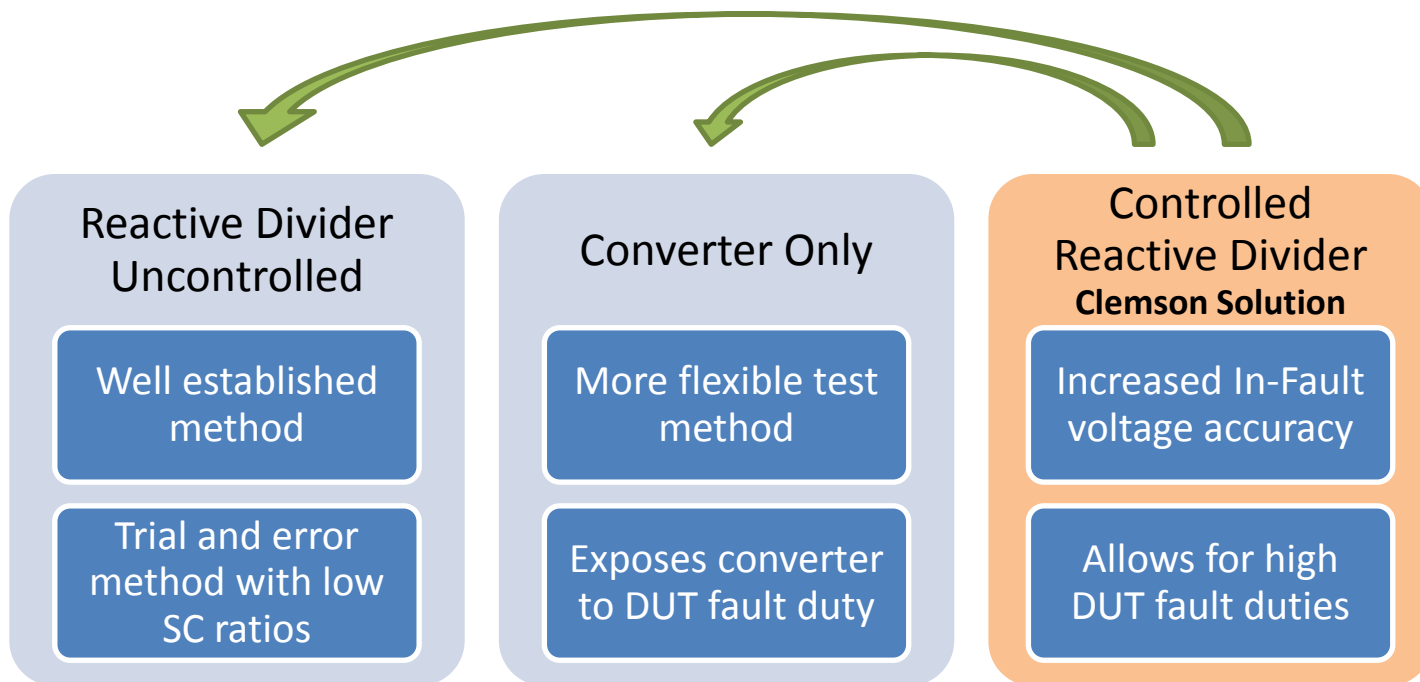 Reactive Divider
Uncontrolled
Well established
method
Trial and error
method with low
SC ratios
Converter Only
More flexible test
method
Exposes converter
to DUT fault duty
Controlled
Reactive Divider
Clemson Solution
Increased In-Fault
voltage accuracy
Allows for high
DUT fault duties